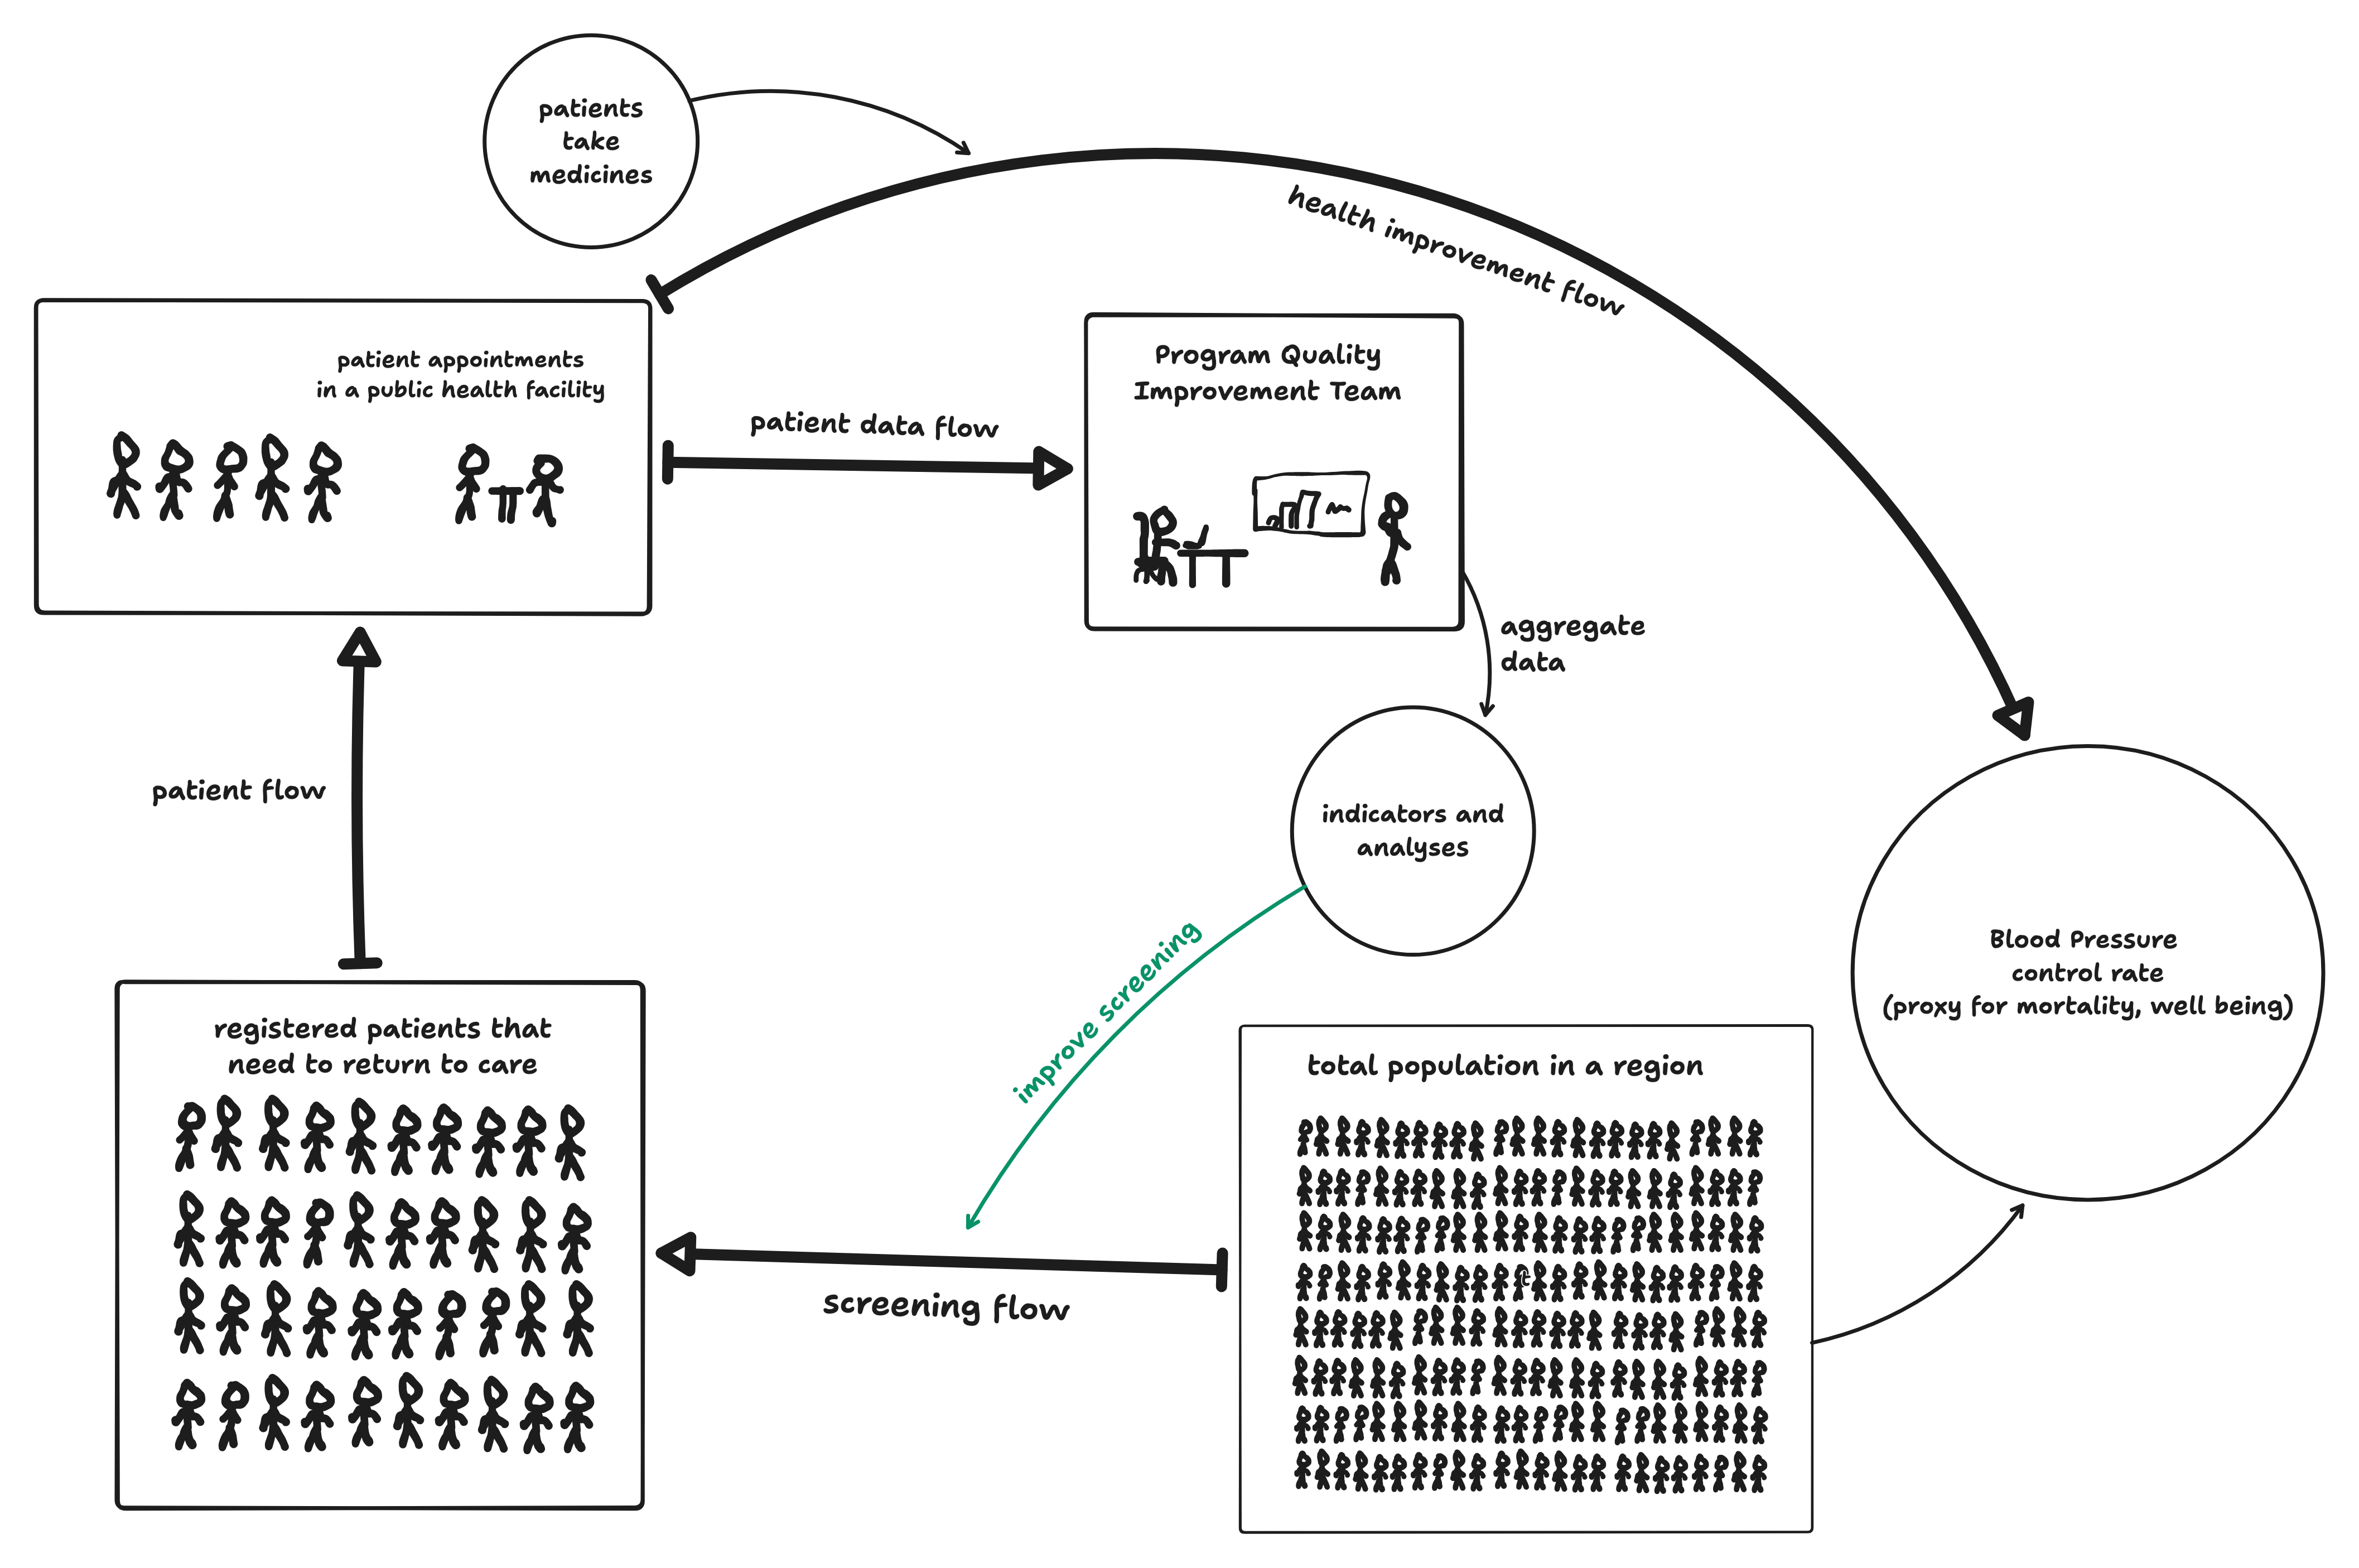 patients
take
medicines
health improvement flow
patient appointments
in a public health facility
Program Quality
Improvement Team
patient data flow
aggregate
data
patient flow
indicators and
analyses
improve screening
Blood Pressure
control rate
(proxy for mortality, well being)
registered patients that
need to return to care
total population in a region
screening flow